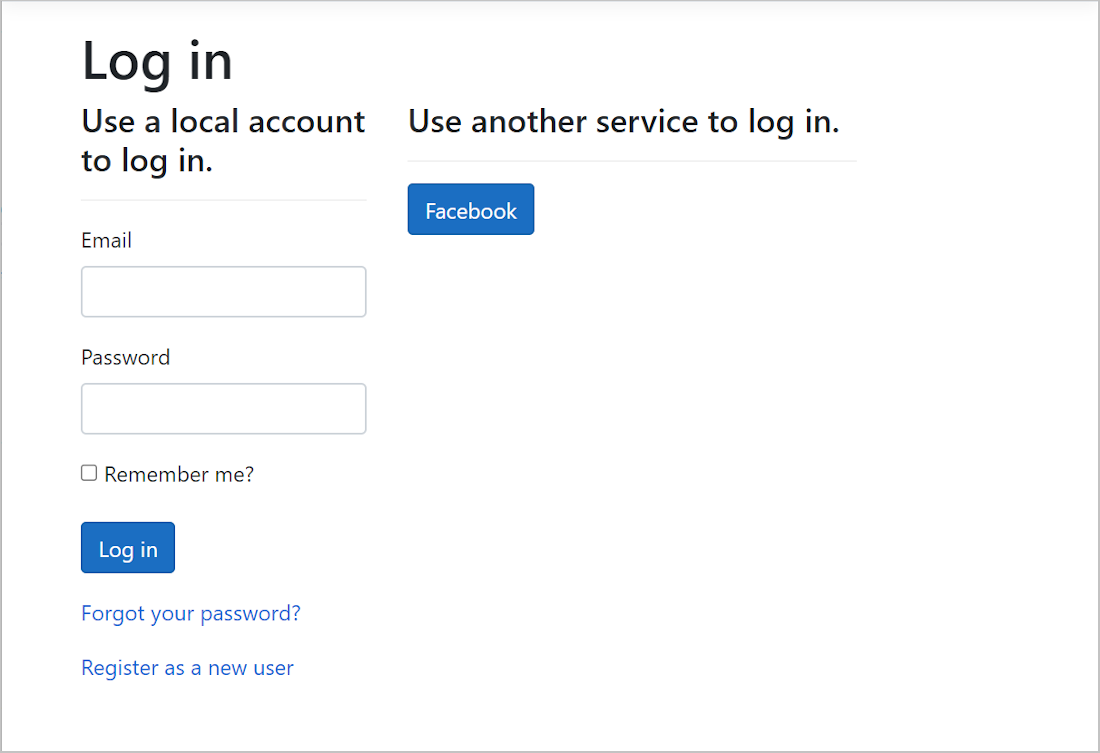 Log in
Use a local account
to log in.
Email
Password
Remember me?
Log in
Forgot your password?
Register as a new user
Use another service to log in.
Facebook